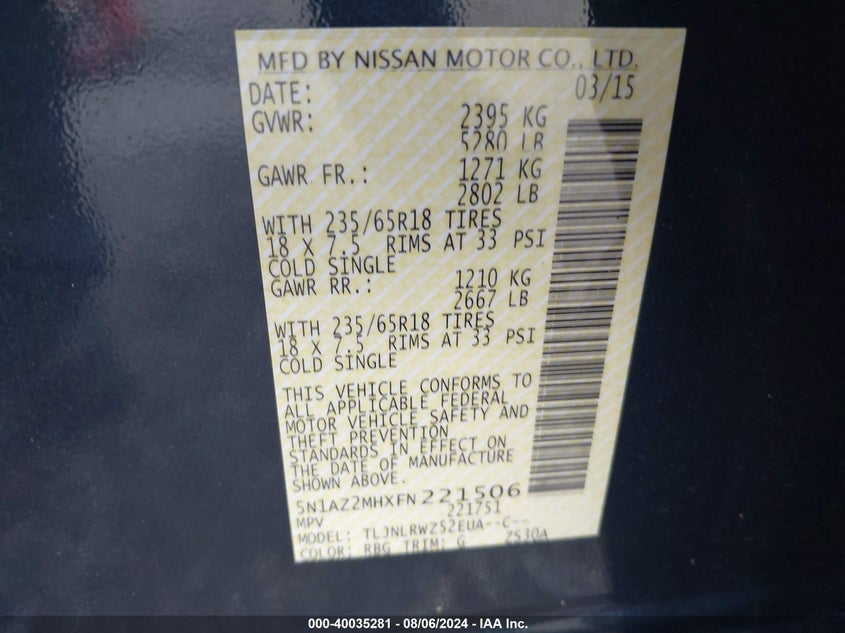 MFD BY NISSAN MOTOR CO., LTD.
DATE: 03/15
GVWR: 2395 KG
5280 LB
GAWR FR.: 1271 KG
2802 LB
WITH 235/65R18 TIRES
18 X 7.5 RIMS AT 33 PSI
COLD SINGLE
GAWR RR.: 1210 KG
2667 LB
WITH 235/65R18 TIRES
18 X 7.5 RIMS AT 33 PSI
COLD SINGLE
THIS VEHICLE CONFORMS TO
ALL APPLICABLE FEDERAL
MOTOR VEHICLE SAFETY AND
THEFT PREVENTION
STANDARDS IN EFFECT ON
THE DATE OF MANUFACTURE
SHOWN ABOVE.
5N1AZ2MHXFN221506
221751
MPV
MODEL: TLJNLRWZ52EUA--C--
COLOR: RBG TRIM: G ZS30A
000-40035281 - 08/06/2024 - IAA Inc.